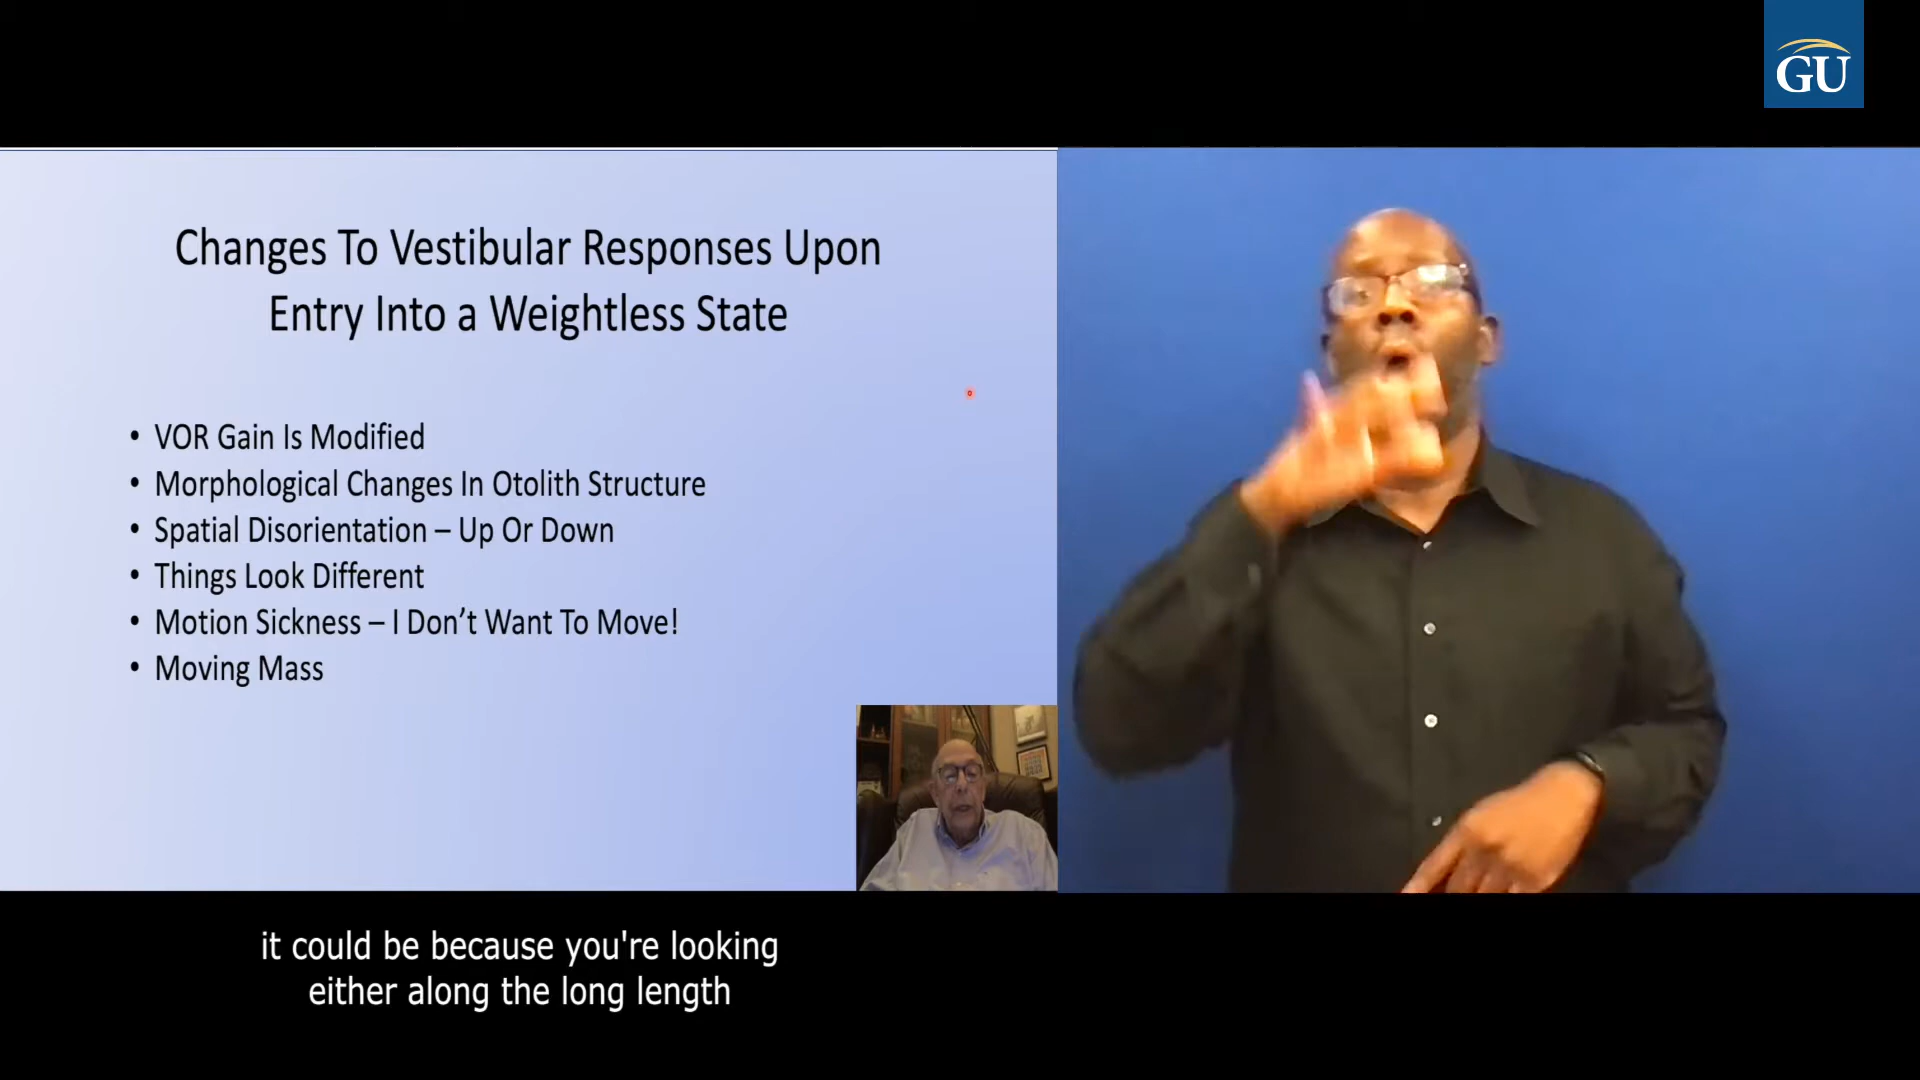 GU
Changes To Vestibular Responses Upon
Entry Into a Weightless State
• VOR Gain Is Modified
• Morphological Changes In Otolith Structure
• Spatial Disorientation – Up Or Down
• Things Look Different
• Motion Sickness – I Don’t Want To Move!
• Moving Mass
it could be because you're looking
either along the long length